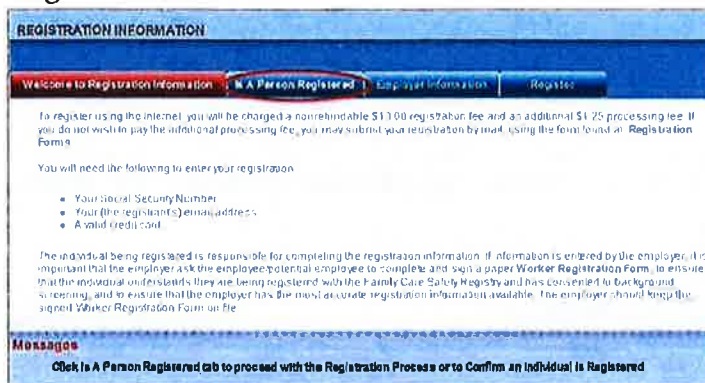 REGISTRATION INFORMATION
Welcome to Registration Information Is A Person Registered Employer Information Register
To register using the Internet, you will be charged a nonrefundable registration fee and an additional $1.25 processing fee. If
you do not wish to pay the additional processing fee, you may submit your registration by mail, using the form found at Registration
Forms
You will need the following to enter your registration
Your Social Security Number
Your (the registrant's) email address
A valid credit card
The individual being registered is responsible for completing the registration information. If information is entered by the employer, it is
important that the employer ask the employee/potential employee to complete and sign a paper Worker Registration Form, to ensure
that the individual understands they are being registered with the Family Care Safety Registry and has consented to background
screening, and to ensure that the employer has the most accurate registration information available. The employer should keep the
signed Worker Registration Form on file
Messages
Click Is A Person Registered tab to proceed with the Registration Process or to Confirm an Individual is Registered